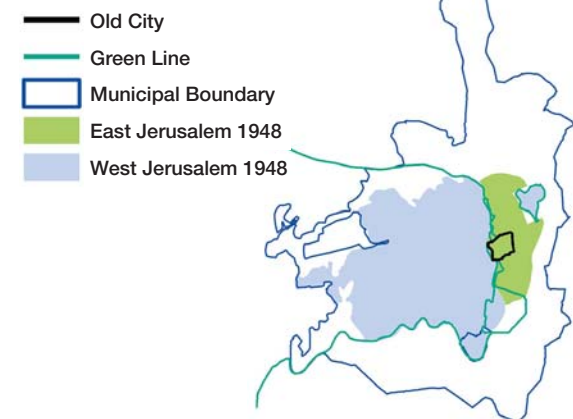 Old City
Green Line
Municipal Boundary
East Jerusalem 1948
West Jerusalem 1948